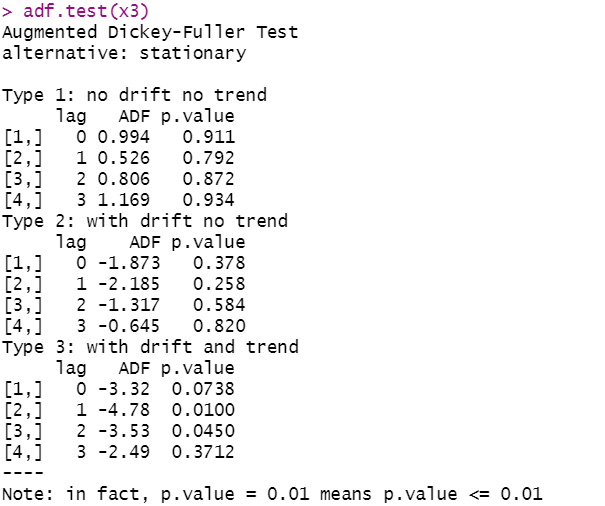 > adf.test(x3)
Augmented Dickey-Fuller Test
alternative: stationary

Type 1: no drift no trend
     lag   ADF p.value
[1,]   0 0.994   0.911
[2,]   1 0.526   0.792
[3,]   2 0.806   0.872
[4,]   3 1.169   0.934
Type 2: with drift no trend
     lag    ADF p.value
[1,]   0 -1.873   0.378
[2,]   1 -2.185   0.258
[3,]   2 -1.317   0.584
[4,]   3 -0.645   0.820
Type 3: with drift and trend
     lag   ADF p.value
[1,]   0 -3.32  0.0738
[2,]   1 -4.78  0.0100
[3,]   2 -3.53  0.0450
[4,]   3 -2.49  0.3712
----
Note: in fact, p.value = 0.01 means p.value <= 0.01